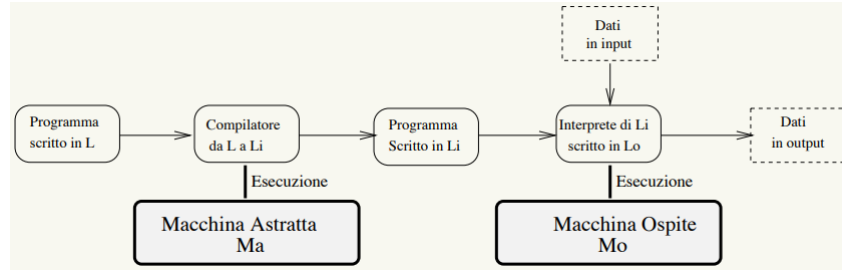 Dati
in input
Programma
scritto in L
Compilatore
da L a Li
Programma
Scritto in Li
Interprete di Li
scritto in Lo
Dati
in output
Esecuzione
Esecuzione
Macchina Astratta
Ma
Macchina Ospite
Mo